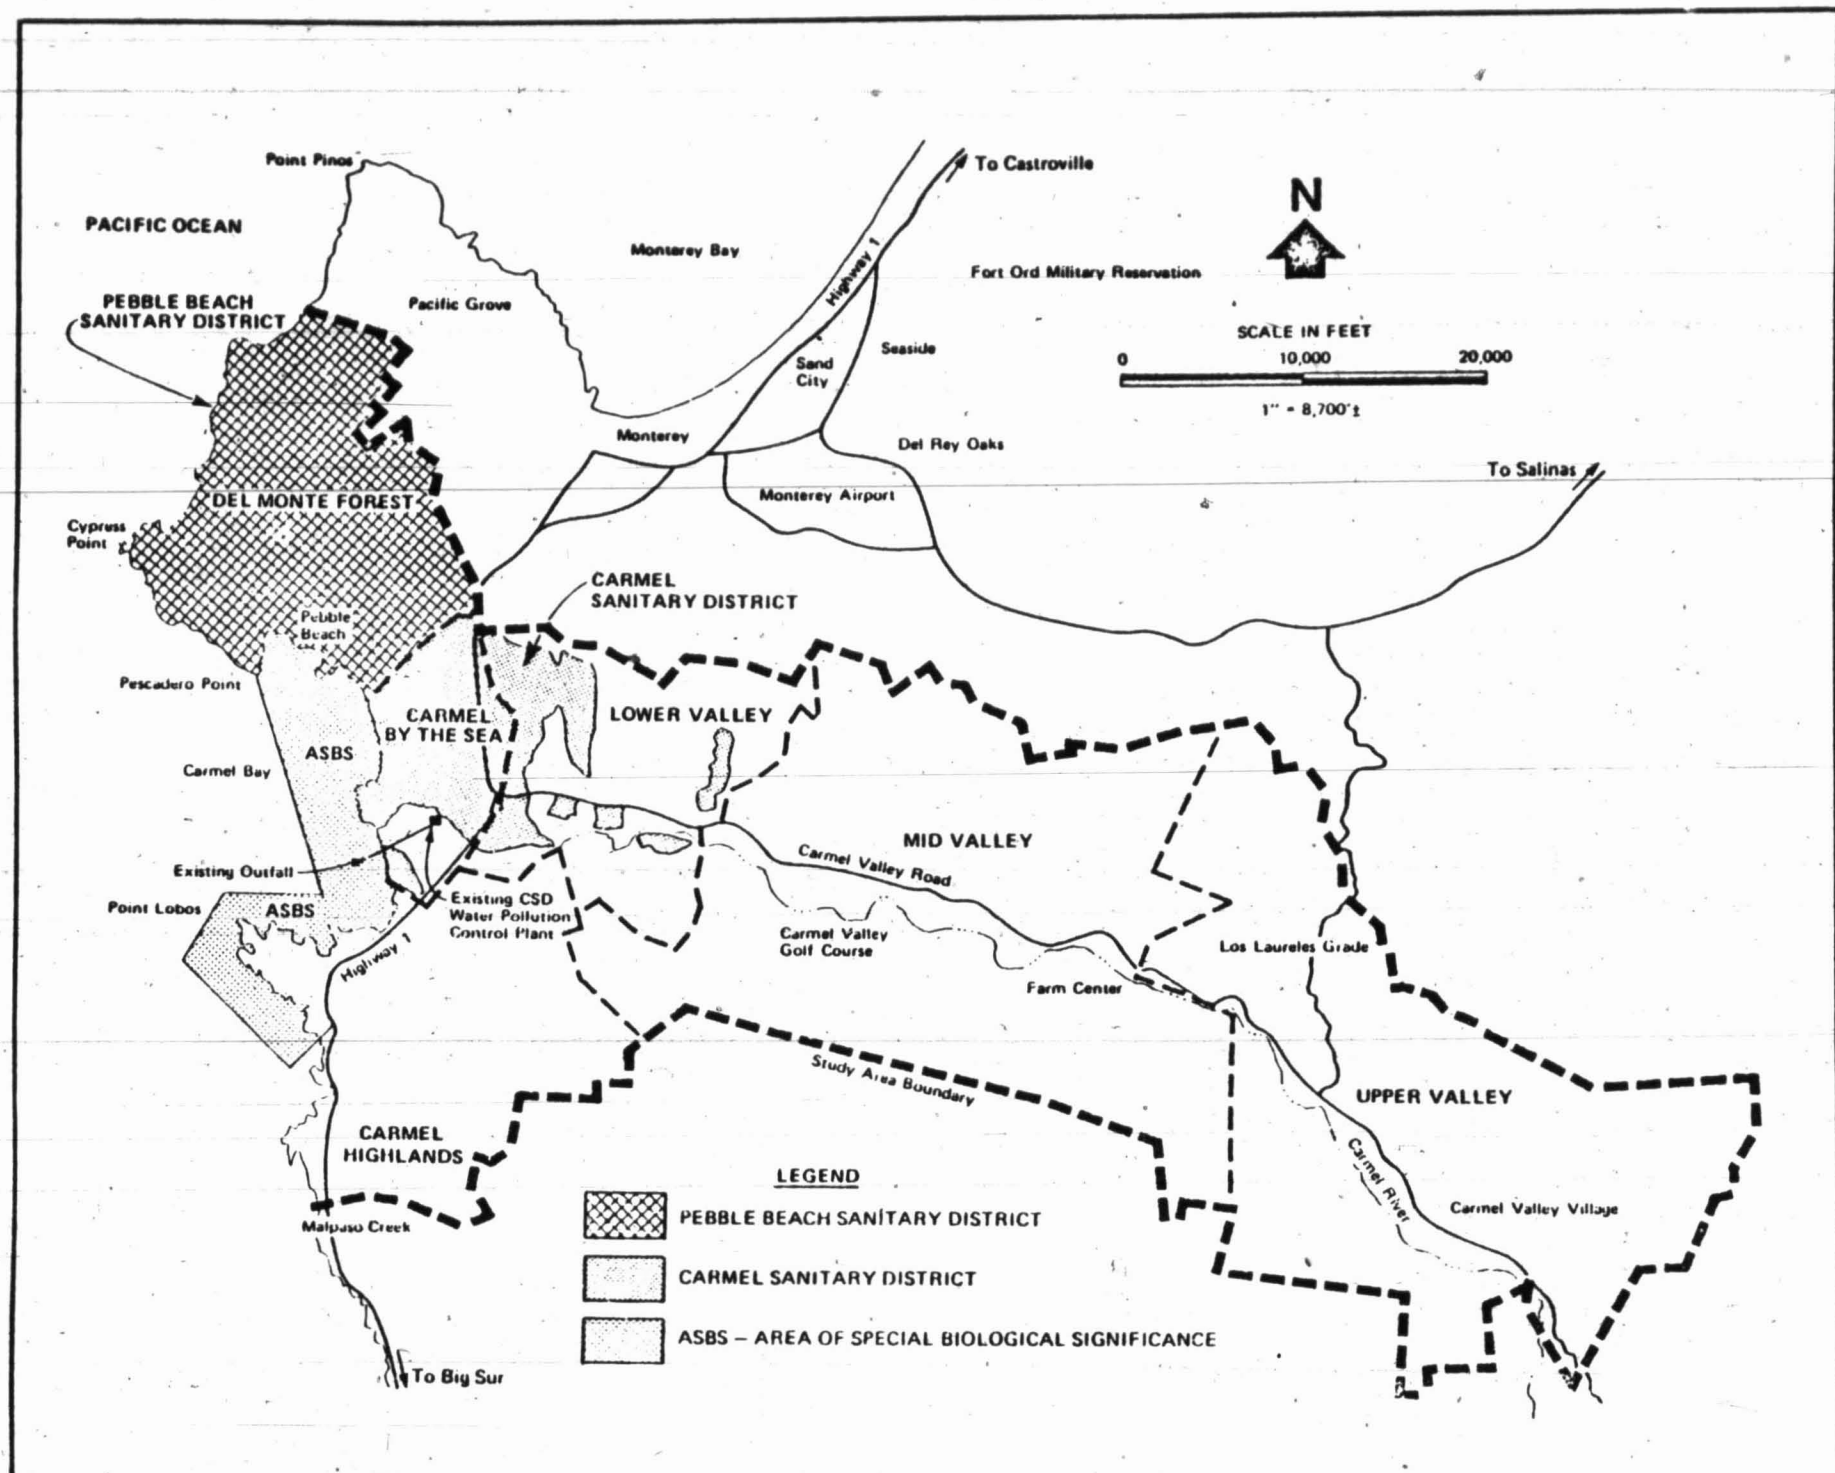 Point Pinos
To Castroville
PACIFIC OCEAN
Monterey Bay
Highway 1
N
Fort Ord Military Reservation
PEBBLE BEACH
SANITARY DISTRICT
Pacific Grove
SCALE IN FEET
0 10,000 20,000
1" = 8,700'±
Sand
City
Seaside
Monterey
Del Rey Oaks
To Salinas
Monterey Airport
DEL MONTE FOREST
Cypress
Point
CARMEL
SANITARY DISTRICT
Pebble
Beach
Pescadero Point
CARMEL
BY THE SEA
LOWER VALLEY
ASBS
Carmel Bay
MID VALLEY
Carmel Valley Road
Existing Outfall
Existing CSD
Water Pollution
Control Plant
Point Lobos
ASBS
Highway 1
Carmel Valley
Golf Course
Los Laureles Grade
Farm Center
Study Area Boundary
UPPER VALLEY
CARMEL
HIGHLANDS
Carmel River
Carmel Valley Village
Malpaso Creek
To Big Sur
LEGEND
PEBBLE BEACH SANITARY DISTRICT
CARMEL SANITARY DISTRICT
ASBS – AREA OF SPECIAL BIOLOGICAL SIGNIFICANCE